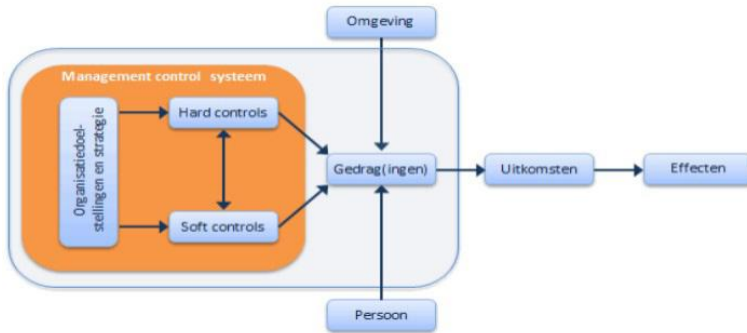 Omgeving
Management control systeem
Organisatiedoel-
stellingen en strategie
Hard controls
Gedrag(ingen)
Uitkomsten
Effecten
Soft controls
Persoon